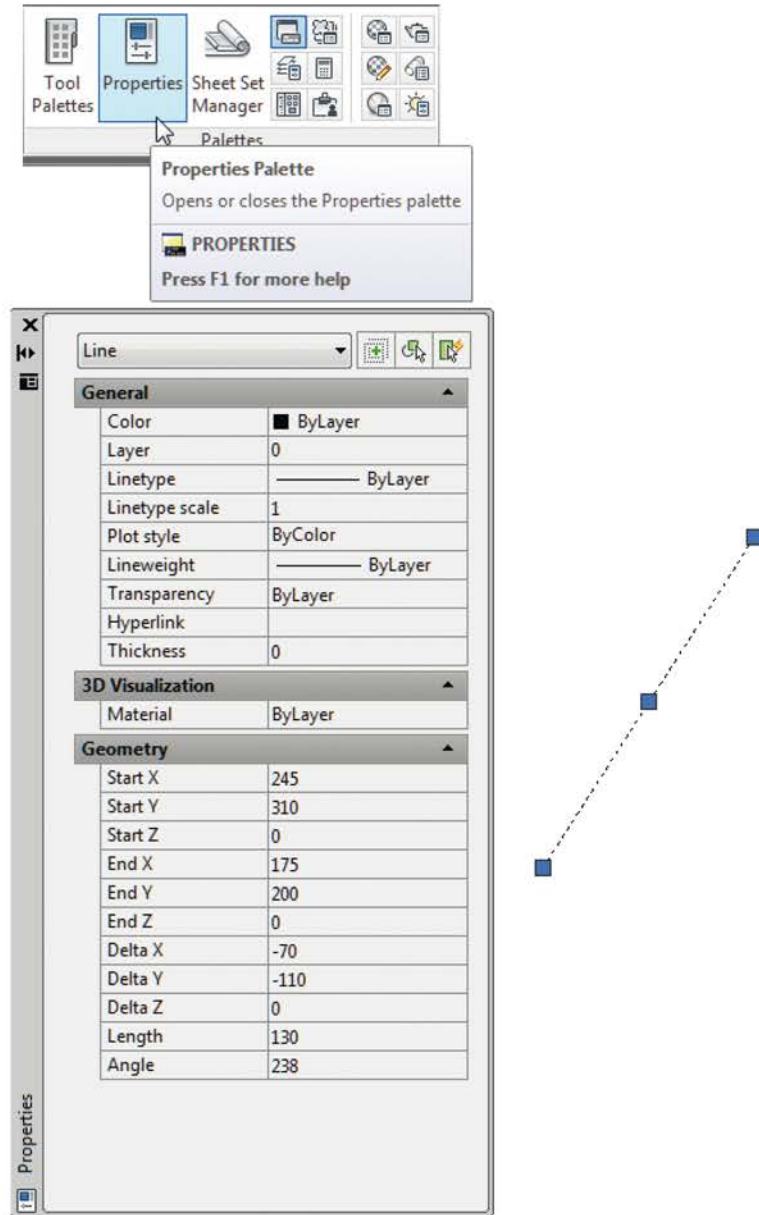 Tool Palettes
Properties
Sheet Set Manager
Palettes
Properties Palette
Opens or closes the Properties palette
PROPERTIES
Press F1 for more help
Line
General
Color ByLayer
Layer 0
Linetype ByLayer
Linetype scale 1
Plot style ByColor
Lineweight ByLayer
Transparency ByLayer
Hyperlink
Thickness 0
3D Visualization
Material ByLayer
Geometry
Start X 245
Start Y 310
Start Z 0
End X 175
End Y 200
End Z 0
Delta X -70
Delta Y -110
Delta Z 0
Length 130
Angle 238
Properties